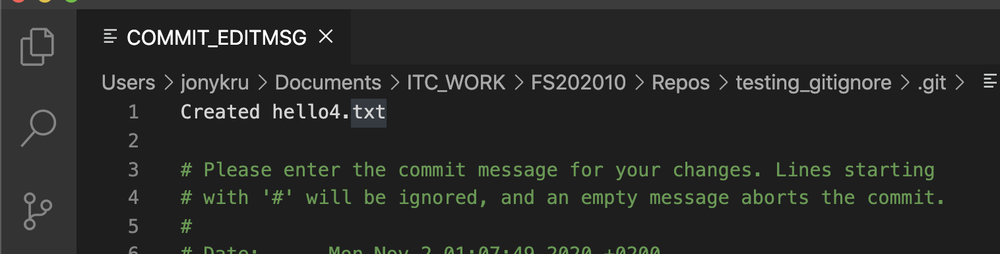 COMMIT_EDITMSG
Users > jonykru > Documents > ITC_WORK > FS202010 > Repos > testing_gitignore > .git >
1 Created hello4.txt
2
3 # Please enter the commit message for your changes. Lines starting
4 # with '#' will be ignored, and an empty message aborts the commit.
5 #
6 # Date: Mon Nov 2 01:07:49 2020 +0200